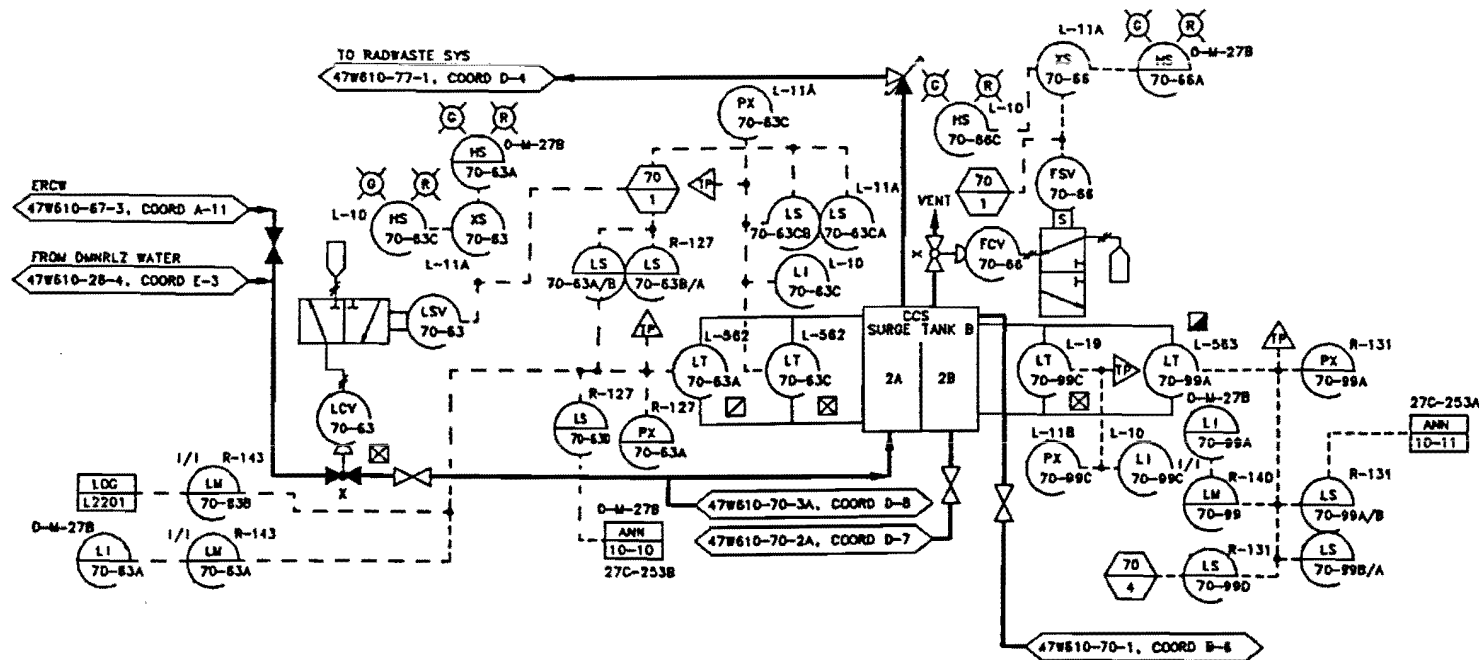 G
R
L-11A
G
R
O-M-27B
XS
70-66
HS
70-66A
TO RADWASTE SYS
47W610-77-1, COORD D-4
G
R
L-10
HS
70-66C
L-11A
PX
70-63C
G
R
O-M-27B
HS
70-63A
G
R
L-10
HS
70-63C
XS
70-63
L-11A
70
1
TP
LS
70-63CB
LS
70-63CA
L-11A
70
1
FSV
70-66
S
VENT
X
FCV
70-66
ERCW
47W610-67-3, COORD A-11
FROM DMNRLZ WATER
47W610-28-4, COORD E-3
LS
70-63A/B
LS
70-63B/A
R-127
L-10
LI
70-63C
LSV
70-63
TP
L-562
LT
70-63A
L-562
LT
70-63C
CCS
SURGE TANK B
2A
2B
L-19
LT
70-99C
TP
L-563
LT
70-99A
TP
R-131
PX
70-99A
LCV
70-63
X
R-127
LS
70-63D
R-127
PX
70-63A
O-M-27B
LI
70-99A
27C-253A
ANN
10-11
L-11B
PX
70-99C
L-10
LI
70-99C
I/I
R-140
LM
70-99
R-131
LS
70-99A/B
LOG
L2201
I/I
R-143
LM
70-63B
47W610-70-3A, COORD D-8
47W610-70-2A, COORD D-7
O-M-27B
LI
70-63A
I/I
R-143
LM
70-63A
O-M-27B
ANN
10-10
27C-253B
70
4
R-131
LS
70-99D
LS
70-99B/A
47W610-70-1, COORD B-6